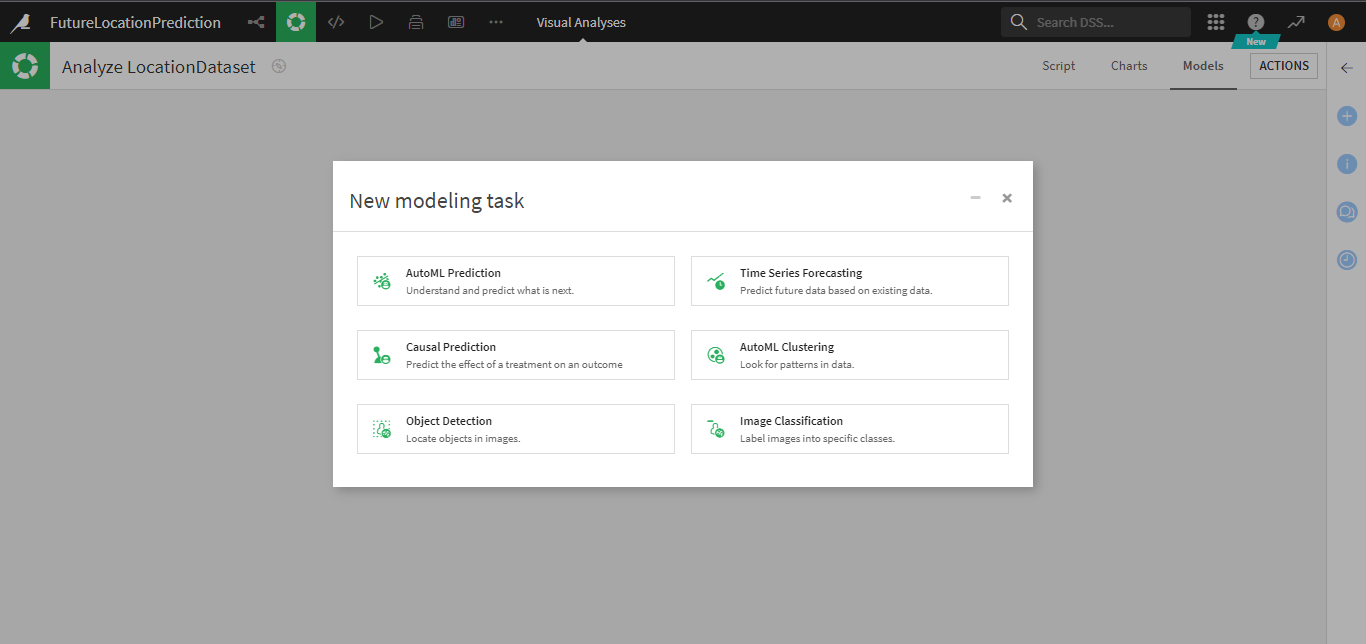 FutureLocationPrediction
Visual Analyses
Search DSS...
?
A
New
Analyze LocationDataset
Script
Charts
Models
ACTIONS
New modeling task
AutoML Prediction
Understand and predict what is next.
Time Series Forecasting
Predict future data based on existing data.
Causal Prediction
Predict the effect of a treatment on an outcome
AutoML Clustering
Look for patterns in data.
Object Detection
Locate objects in images.
Image Classification
Label images into specific classes.